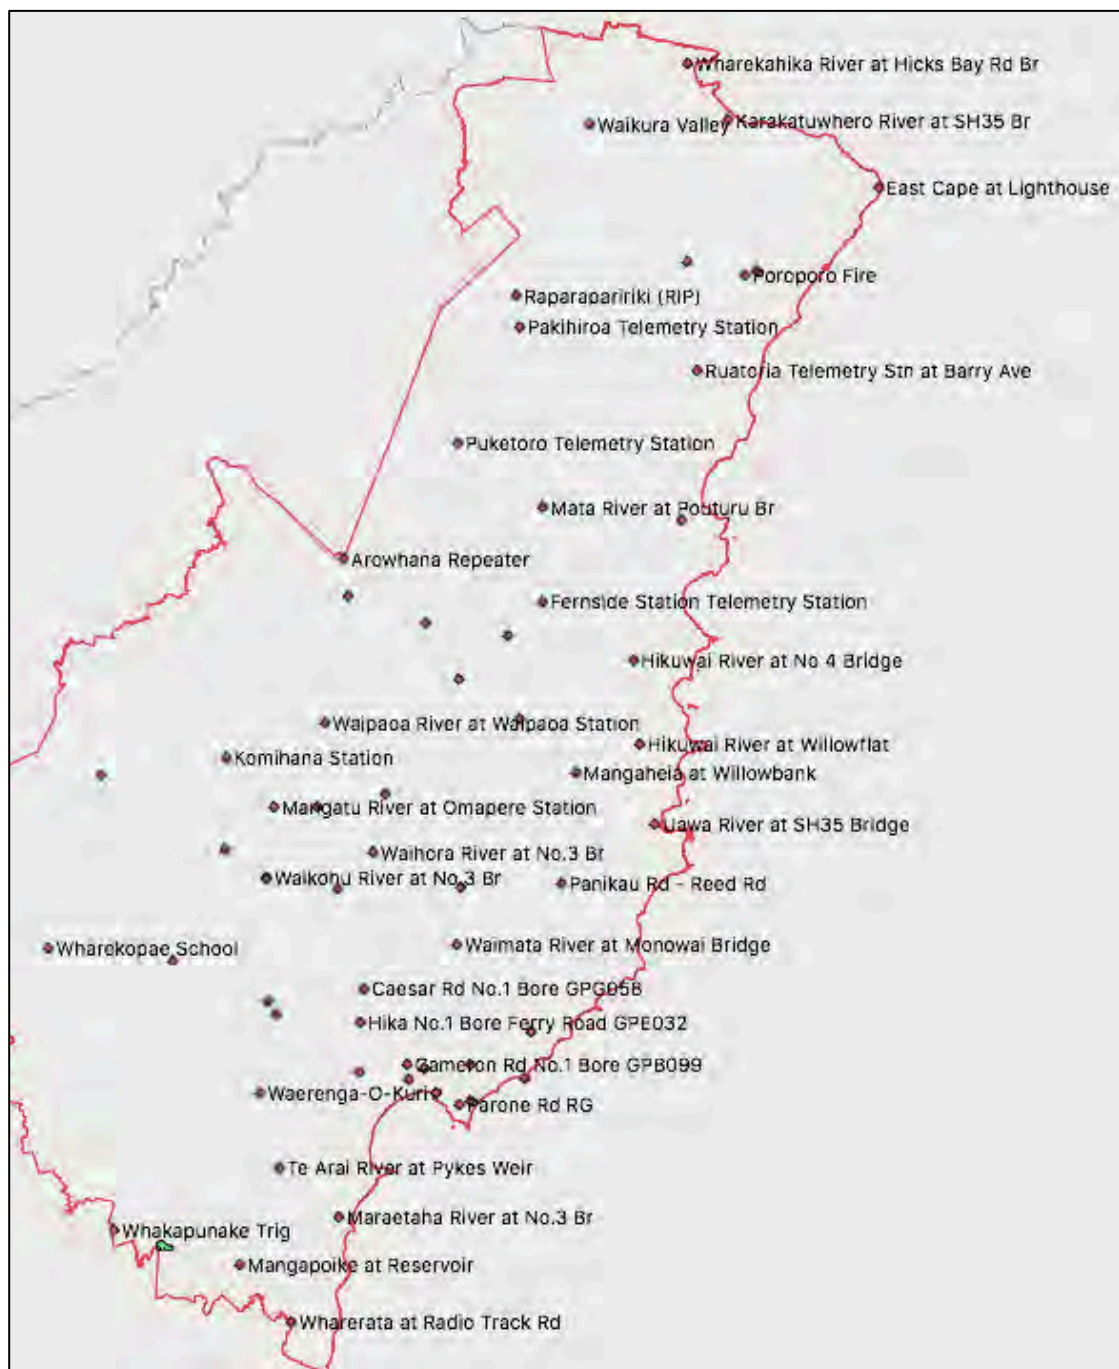 Wharekahika River at Hicks Bay Rd Br
Waikura Valley
Karakatuwhero River at SH35 Br
East Cape at Lighthouse
Poroporo Fire
Raparapaririki (RIP)
Pakihiroa Telemetry Station
Ruatoria Telemetry Stn at Barry Ave
Puketoro Telemetry Station
Mata River at Pouturu Br
Arowhana Repeater
Fernside Station Telemetry Station
Hikuwai River at No 4 Bridge
Waipaoa River at Waipaoa Station
Hikuwai River at Willowflat
Komihana Station
Mangaheia at Willowbank
Mangatu River at Omapere Station
Uawa River at SH35 Bridge
Waihora River at No.3 Br
Waikohu River at No.3 Br
Panikau Rd - Reed Rd
Wharekopae School
Waimata River at Monowai Bridge
Caesar Rd No.1 Bore GPG058
Hika No.1 Bore Ferry Road GPE032
Cameron Rd No.1 Bore GPB099
Waerenga-O-Kuri
Parone Rd RG
Te Arai River at Pykes Weir
Maraetaha River at No.3 Br
Whakapunake Trig
Mangapoike at Reservoir
Wharerata at Radio Track Rd